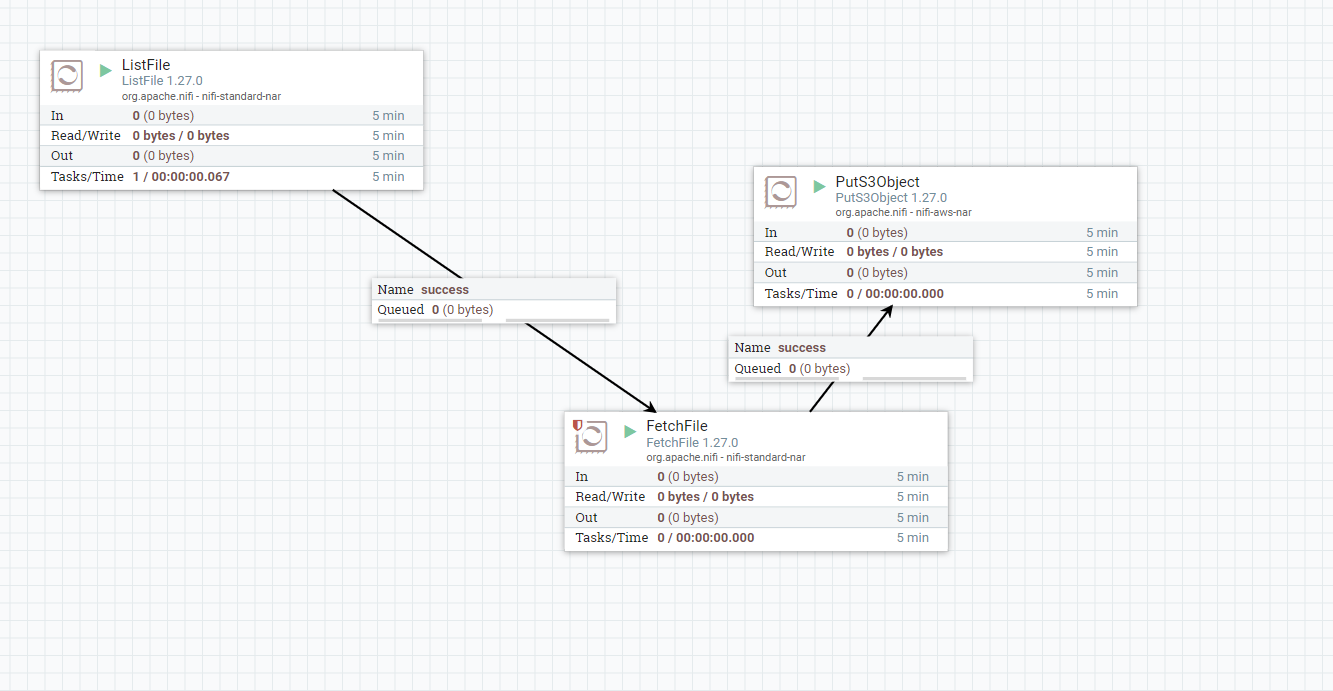 ListFile
ListFile 1.27.0
org.apache.nifi - nifi-standard-nar
In 0 (0 bytes) 5 min
Read/Write 0 bytes / 0 bytes 5 min
Out 0 (0 bytes) 5 min
Tasks/Time 1 / 00:00:00.067 5 min
PutS3Object
PutS3Object 1.27.0
org.apache.nifi - nifi-aws-nar
In 0 (0 bytes) 5 min
Read/Write 0 bytes / 0 bytes 5 min
Out 0 (0 bytes) 5 min
Tasks/Time 0 / 00:00:00.000 5 min
Name success
Queued 0 (0 bytes)
Name success
Queued 0 (0 bytes)
FetchFile
FetchFile 1.27.0
org.apache.nifi - nifi-standard-nar
In 0 (0 bytes) 5 min
Read/Write 0 bytes / 0 bytes 5 min
Out 0 (0 bytes) 5 min
Tasks/Time 0 / 00:00:00.000 5 min